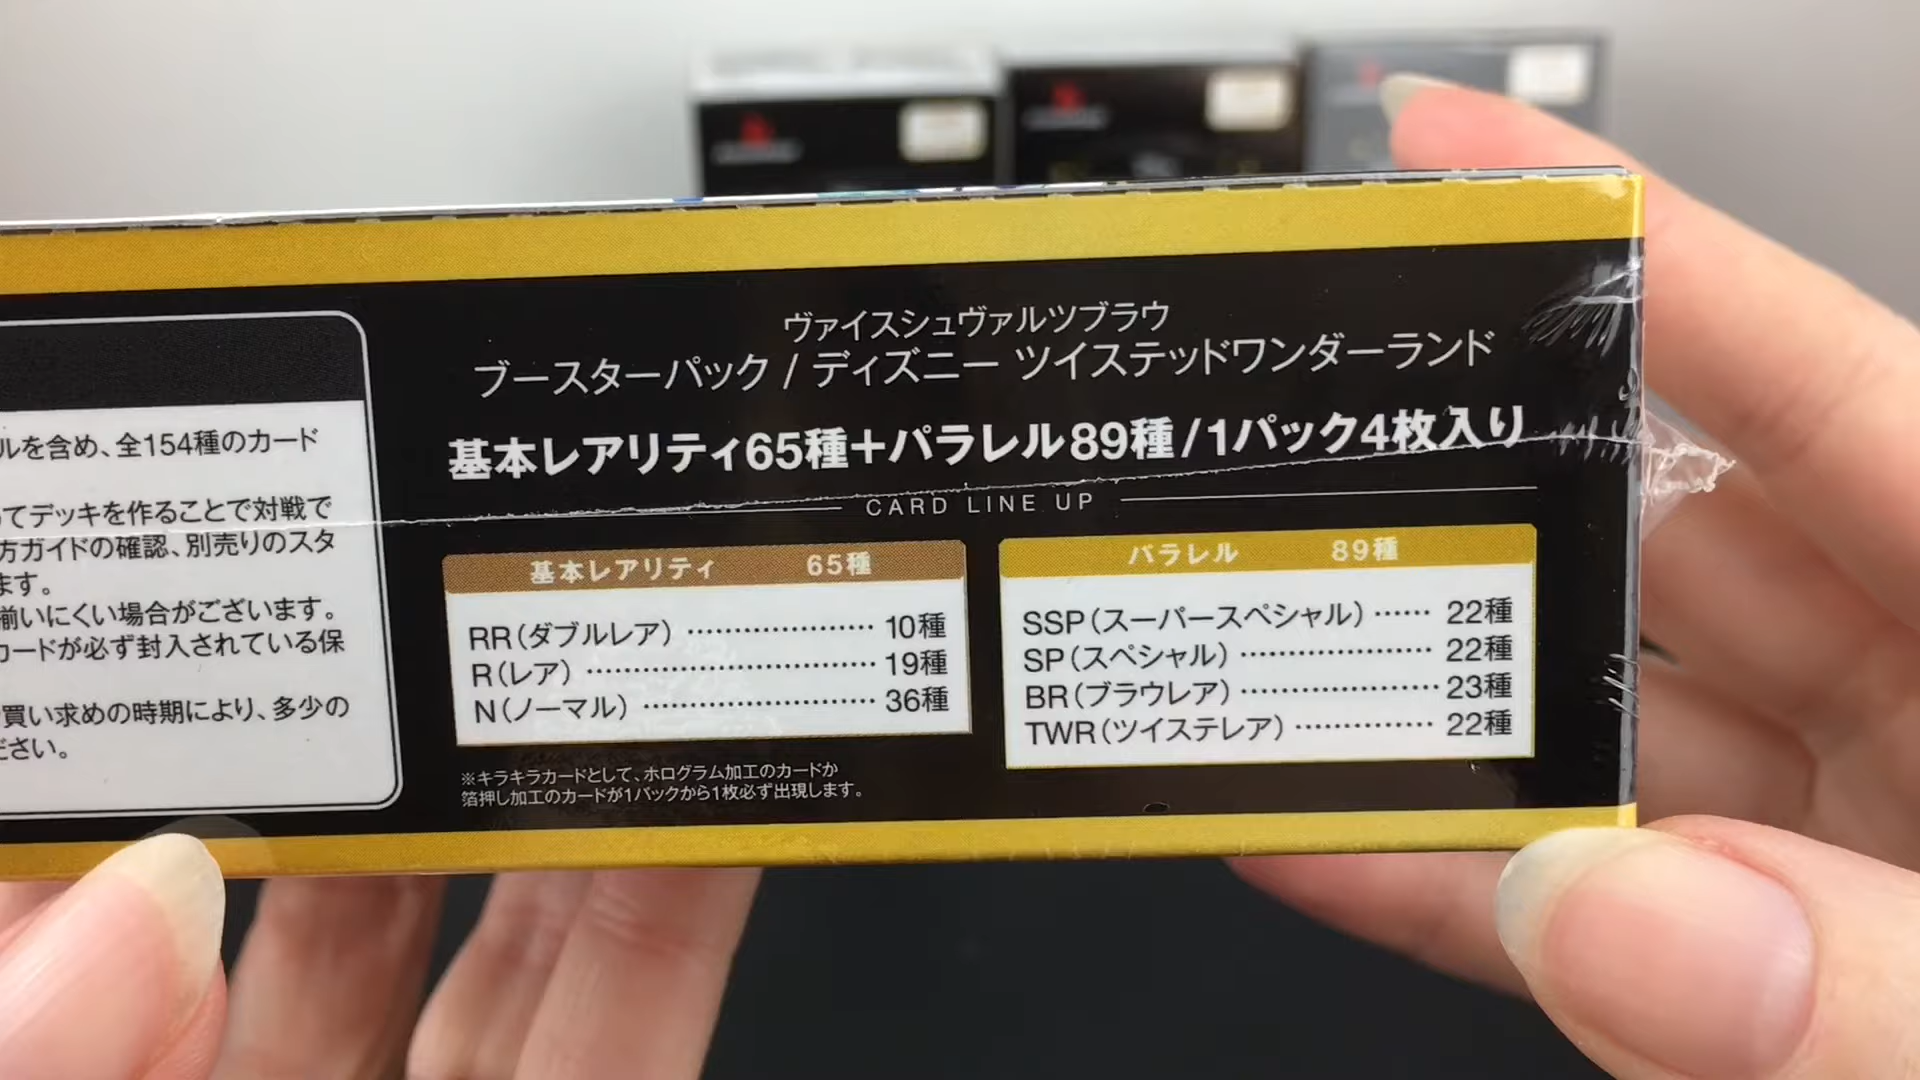 ルを含め、全154種のカード
てデッキを作ることで対戦で
方ガイドの確認、別売りのスタ
ます。
揃いにくい場合がございます。
カードが必ず封入されている保
買い求めの時期により、多少の
ださい。
ヴァイスシュヴァルツブラウ
ブースターパック / ディズニー ツイステッドワンダーランド
基本レアリティ65種+パラレル89種/1パック4枚入り
CARD LINE UP
基本レアリティ 65種
RR(ダブルレア) ………………… 10種
R(レア) ………………………… 19種
N(ノーマル) …………………… 36種
※キラキラカードとして、ホログラム加工のカードか
箔押し加工のカードが1パックから1枚必ず出現します。
パラレル 89種
SSP(スーパースペシャル) …… 22種
SP(スペシャル) ………………… 22種
BR(ブラウレア) ………………… 23種
TWR(ツイステレア) …………… 22種